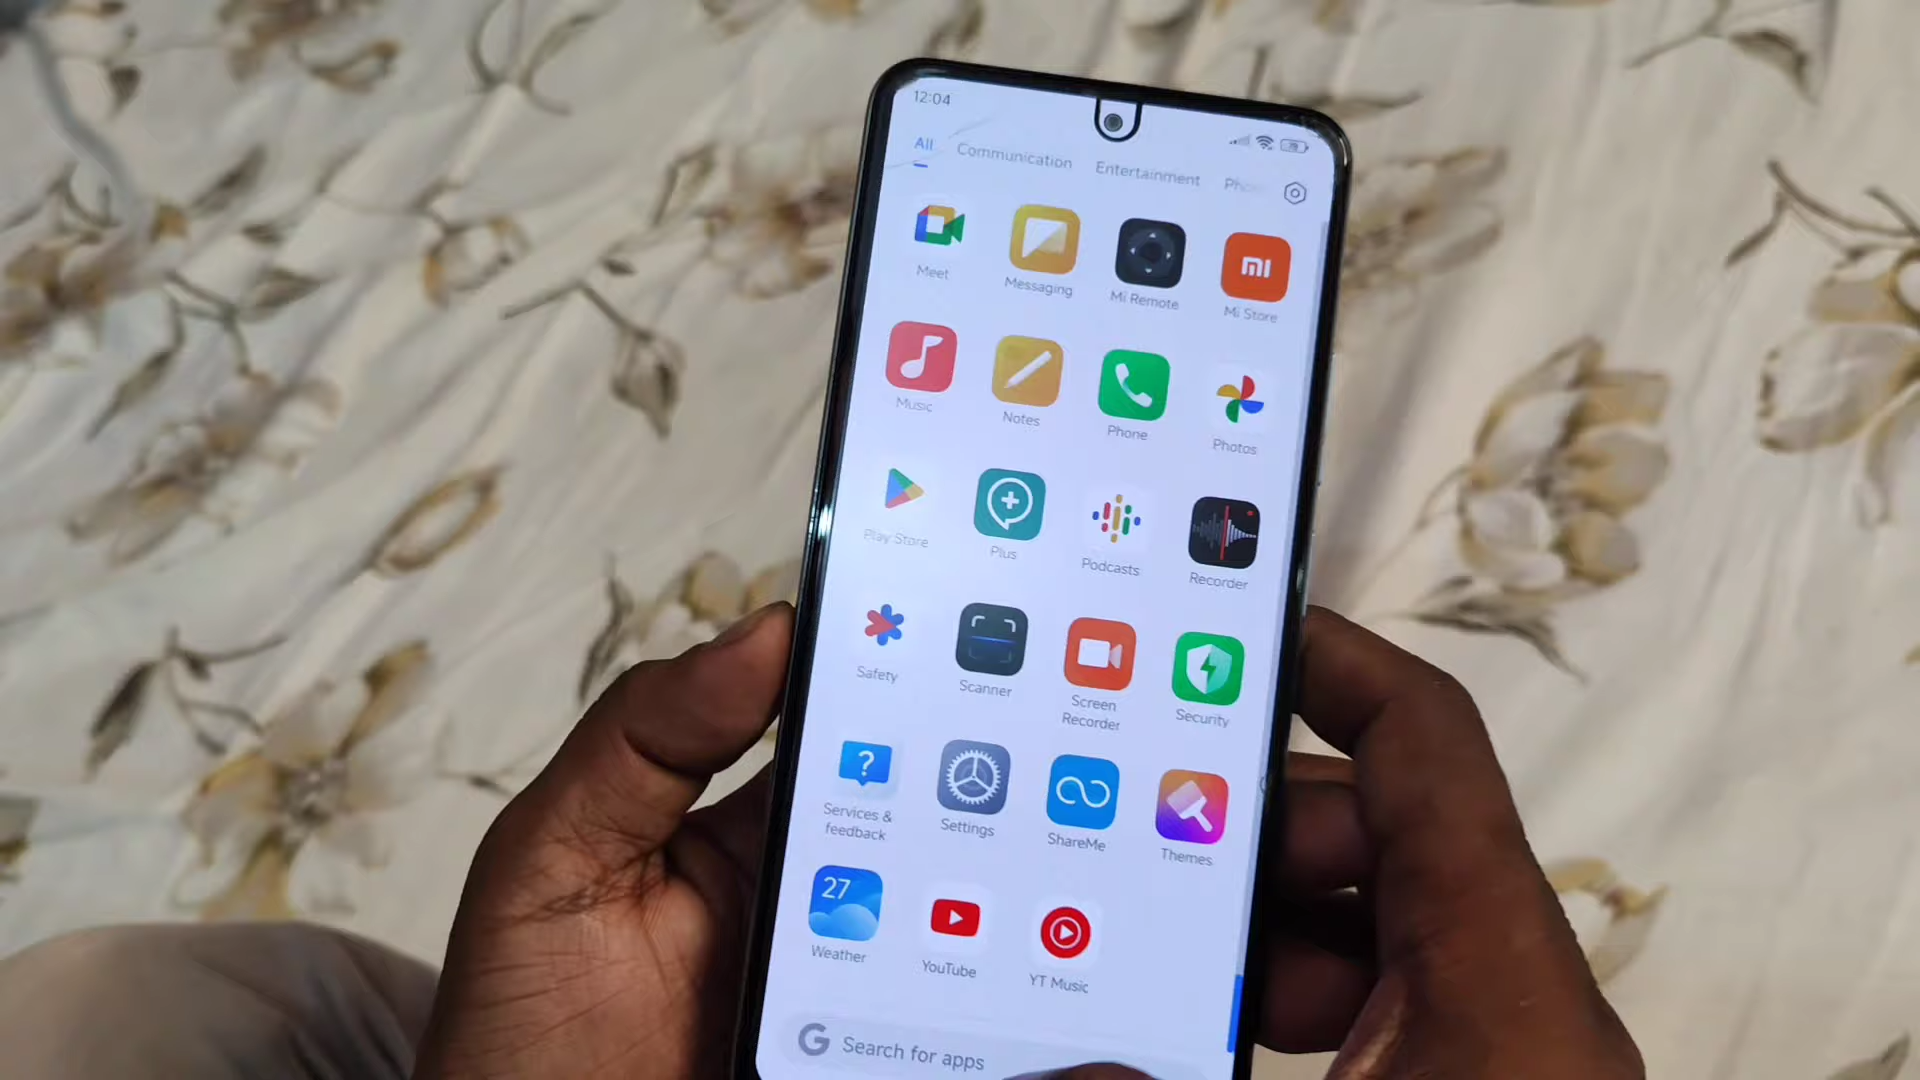 12:04
All Communication Entertainment Pho
Meet Messaging Mi Remote Mi Store
Music Notes Phone Photos
Play Store Plus Podcasts Recorder
Safety Scanner Screen Recorder Security
Services & feedback Settings ShareMe Themes
27
Weather YouTube YT Music
G Search for apps